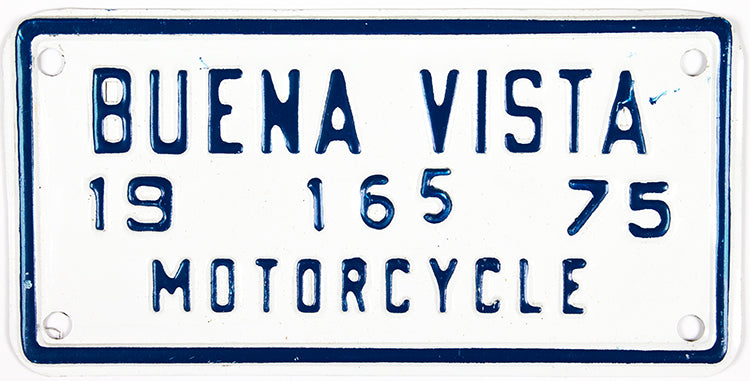 BUENA VISTA
19 165 75
MOTORCYCLE